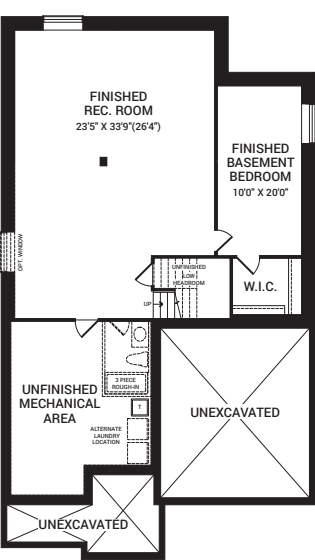 FINISHED
REC. ROOM
23'5" X 33'9"(26'4")
FINISHED
BASEMENT
BEDROOM
10'0" X 20'0"
OPT. WINDOW
UNFINISHED
LOW
HEADROOM
W.I.C.
UP
3 PIECE
ROUGH-IN
UNFINISHED
MECHANICAL
AREA
T
ALTERNATE
LAUNDRY
LOCATION
UNEXCAVATED
UNEXCAVATED